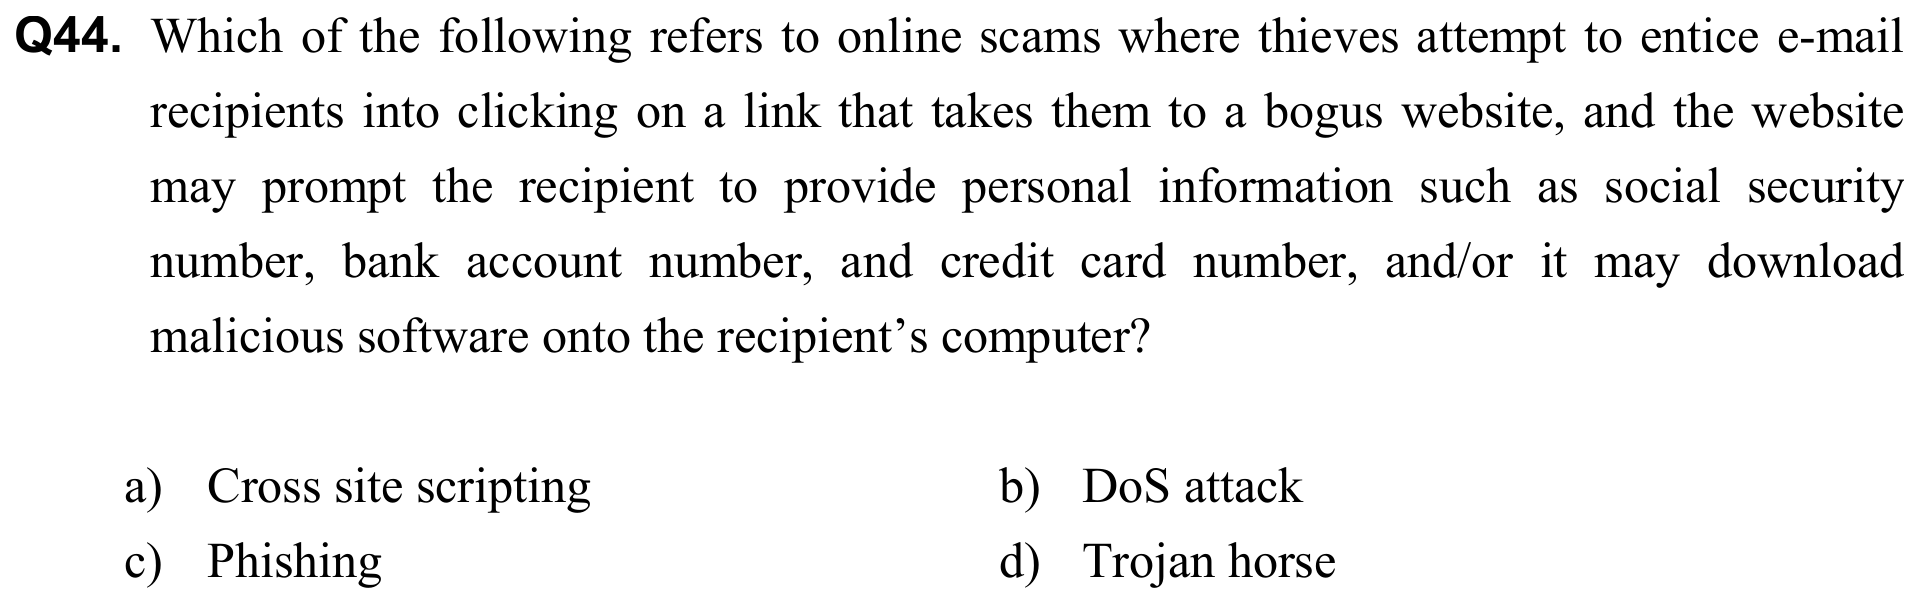 Q44. Which of the following refers to online scams where thieves attempt to entice e-mail
recipients into clicking on a link that takes them to a bogus website, and the website
may prompt the recipient to provide personal information such as social security
number, bank account number, and credit card number, and/or it may download
malicious software onto the recipient’s computer?
a) Cross site scripting b) DoS attack
c) Phishing d) Trojan horse